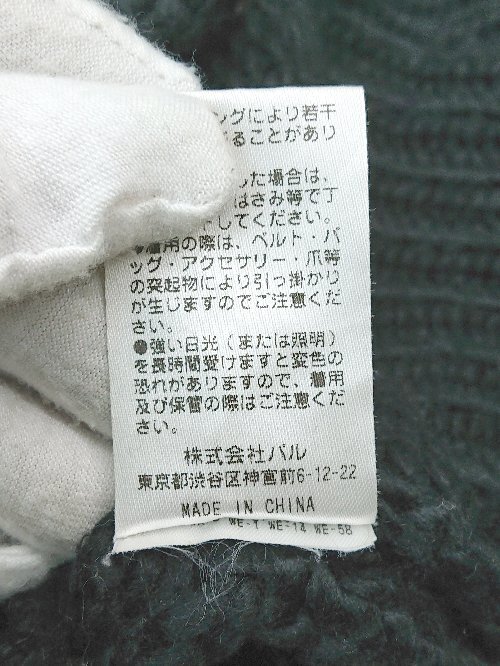 ングにより若干
ることがあり
した場合は、
はさみ等で丁
してください。
●着用の際は、ベルト・バ
ッグ・アクセサリー・爪等
の突起物により引っ掛かり
が生じますのでご注意くだ
さい。
●強い日光（または照明）
を長時間受けますと変色の
恐れがありますので、着用
及び保管の際はご注意くだ
さい。
株式会社パル
東京都渋谷区神宮前6-12-22
MADE IN CHINA
WE-Y WE-14 WE-58